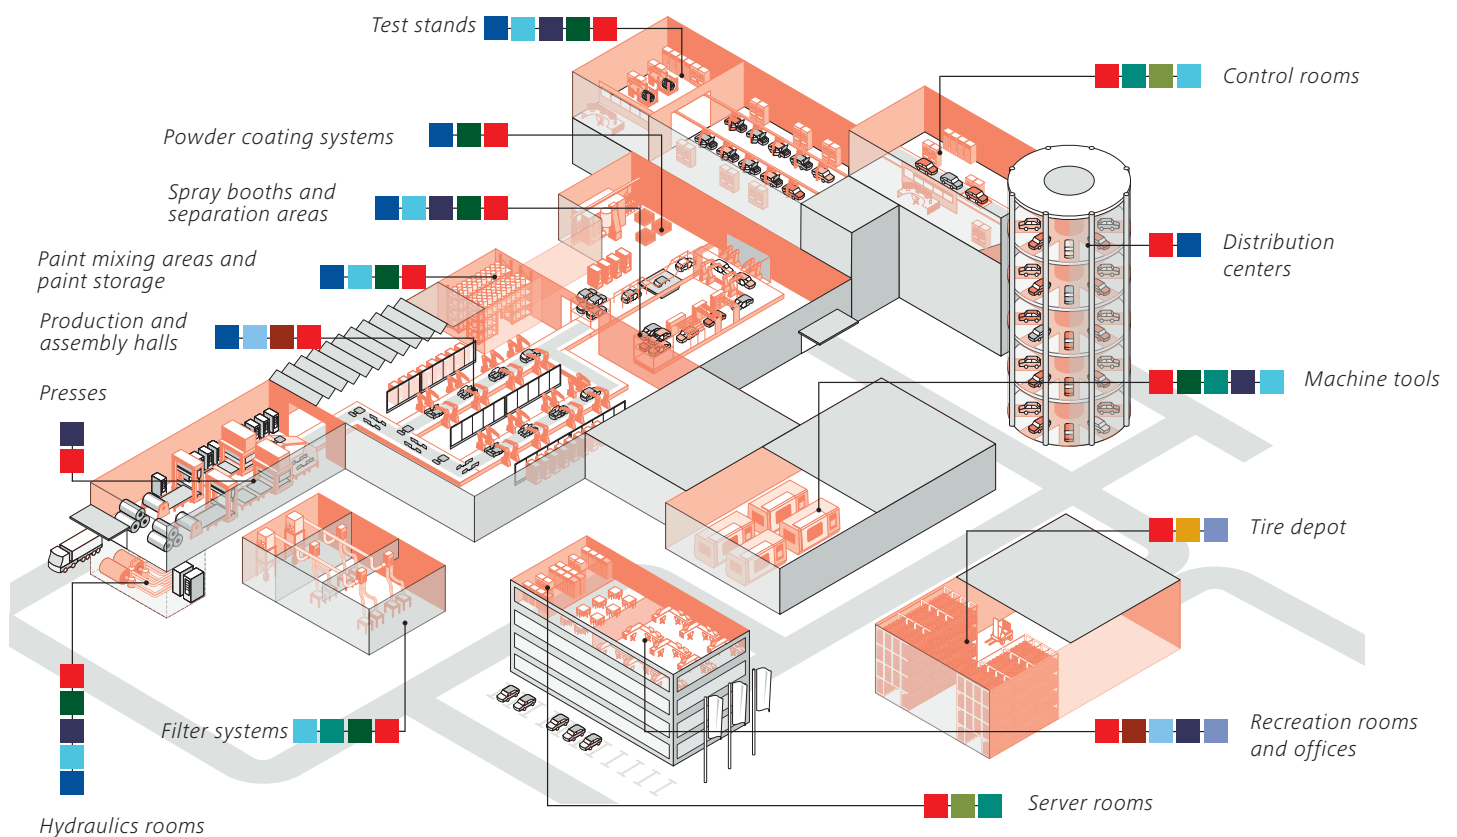 Test stands
Control rooms
Powder coating systems
Spray booths and
separation areas
Distribution
centers
Paint mixing areas and
paint storage
Production and
assembly halls
Machine tools
Presses
Tire depot
Filter systems
Recreation rooms
and offices
Server rooms
Hydraulics rooms